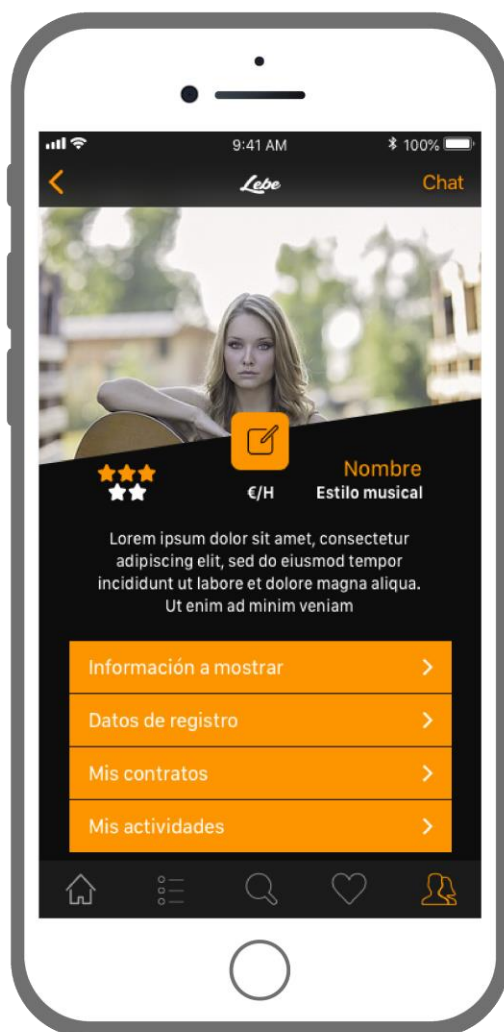 9:41 AM
100%
Lebe
Chat
Nombre
€/H
Estilo musical
Lorem ipsum dolor sit amet, consectetur
adipiscing elit, sed do eiusmod tempor
incididunt ut labore et dolore magna aliqua.
Ut enim ad minim veniam
Información a mostrar
Datos de registro
Mis contratos
Mis actividades